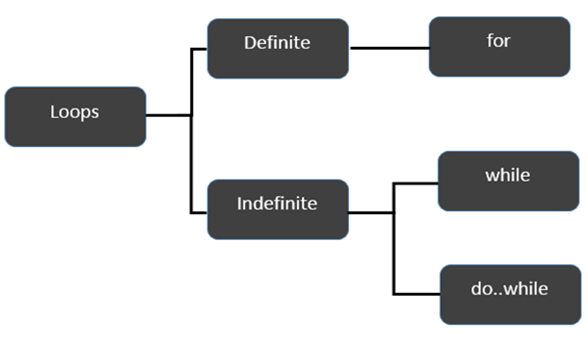 Loops
Definite
for
Indefinite
while
do..while